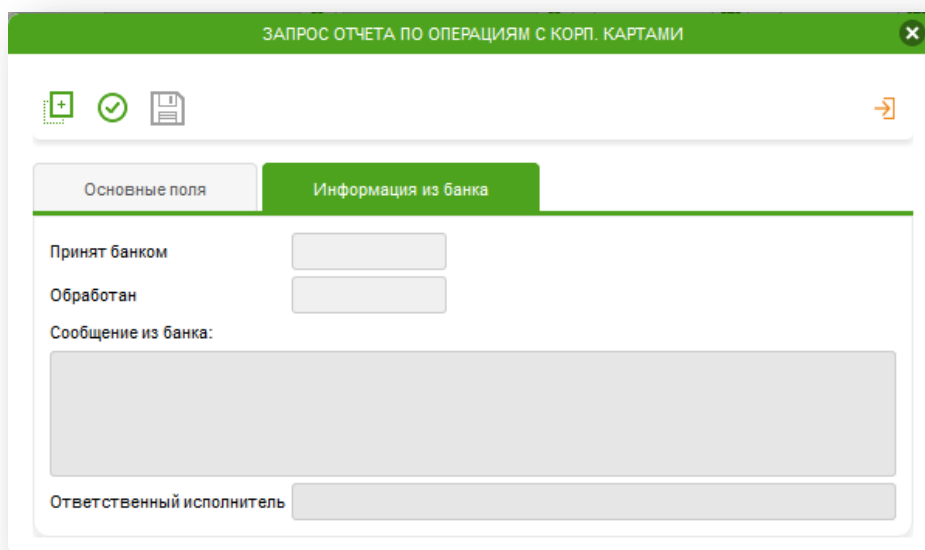 ЗАПРОС ОТЧЕТА ПО ОПЕРАЦИЯМ С КОРП. КАРТАМИ
Основные поля
Информация из банка
Принят банком
Обработан
Сообщение из банка:
Ответственный исполнитель